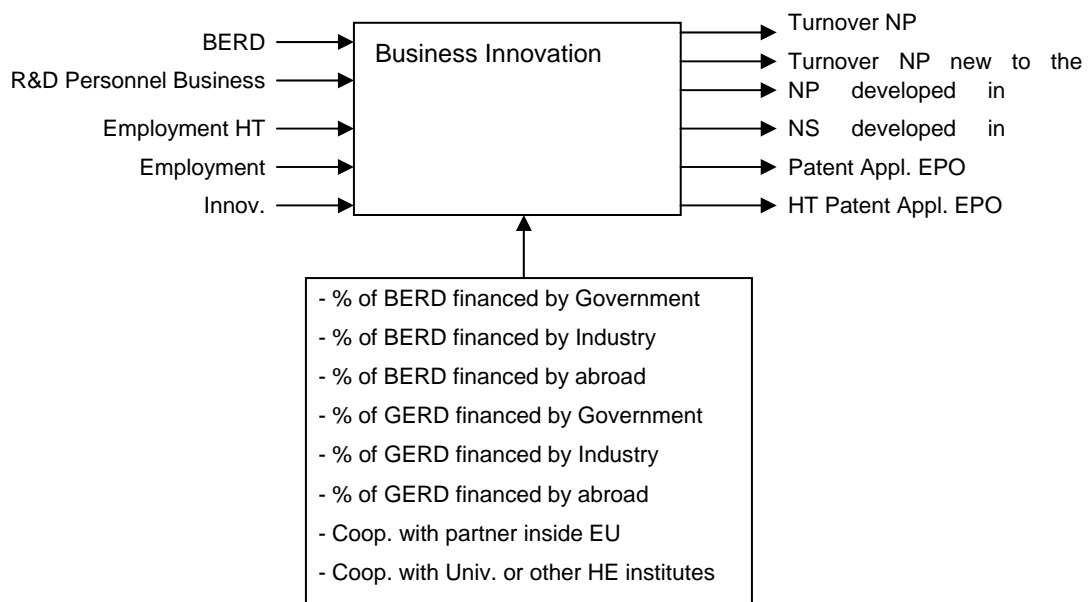 BERD
R&D Personnel Business
Employment HT
Employment
Innov.
Business Innovation
Turnover NP
Turnover NP new to the
NP developed in
NS developed in
Patent Appl. EPO
HT Patent Appl. EPO
- % of BERD financed by Government
- % of BERD financed by Industry
- % of BERD financed by abroad
- % of GERD financed by Government
- % of GERD financed by Industry
- % of GERD financed by abroad
- Coop. with partner inside EU
- Coop. with Univ. or other HE institutes